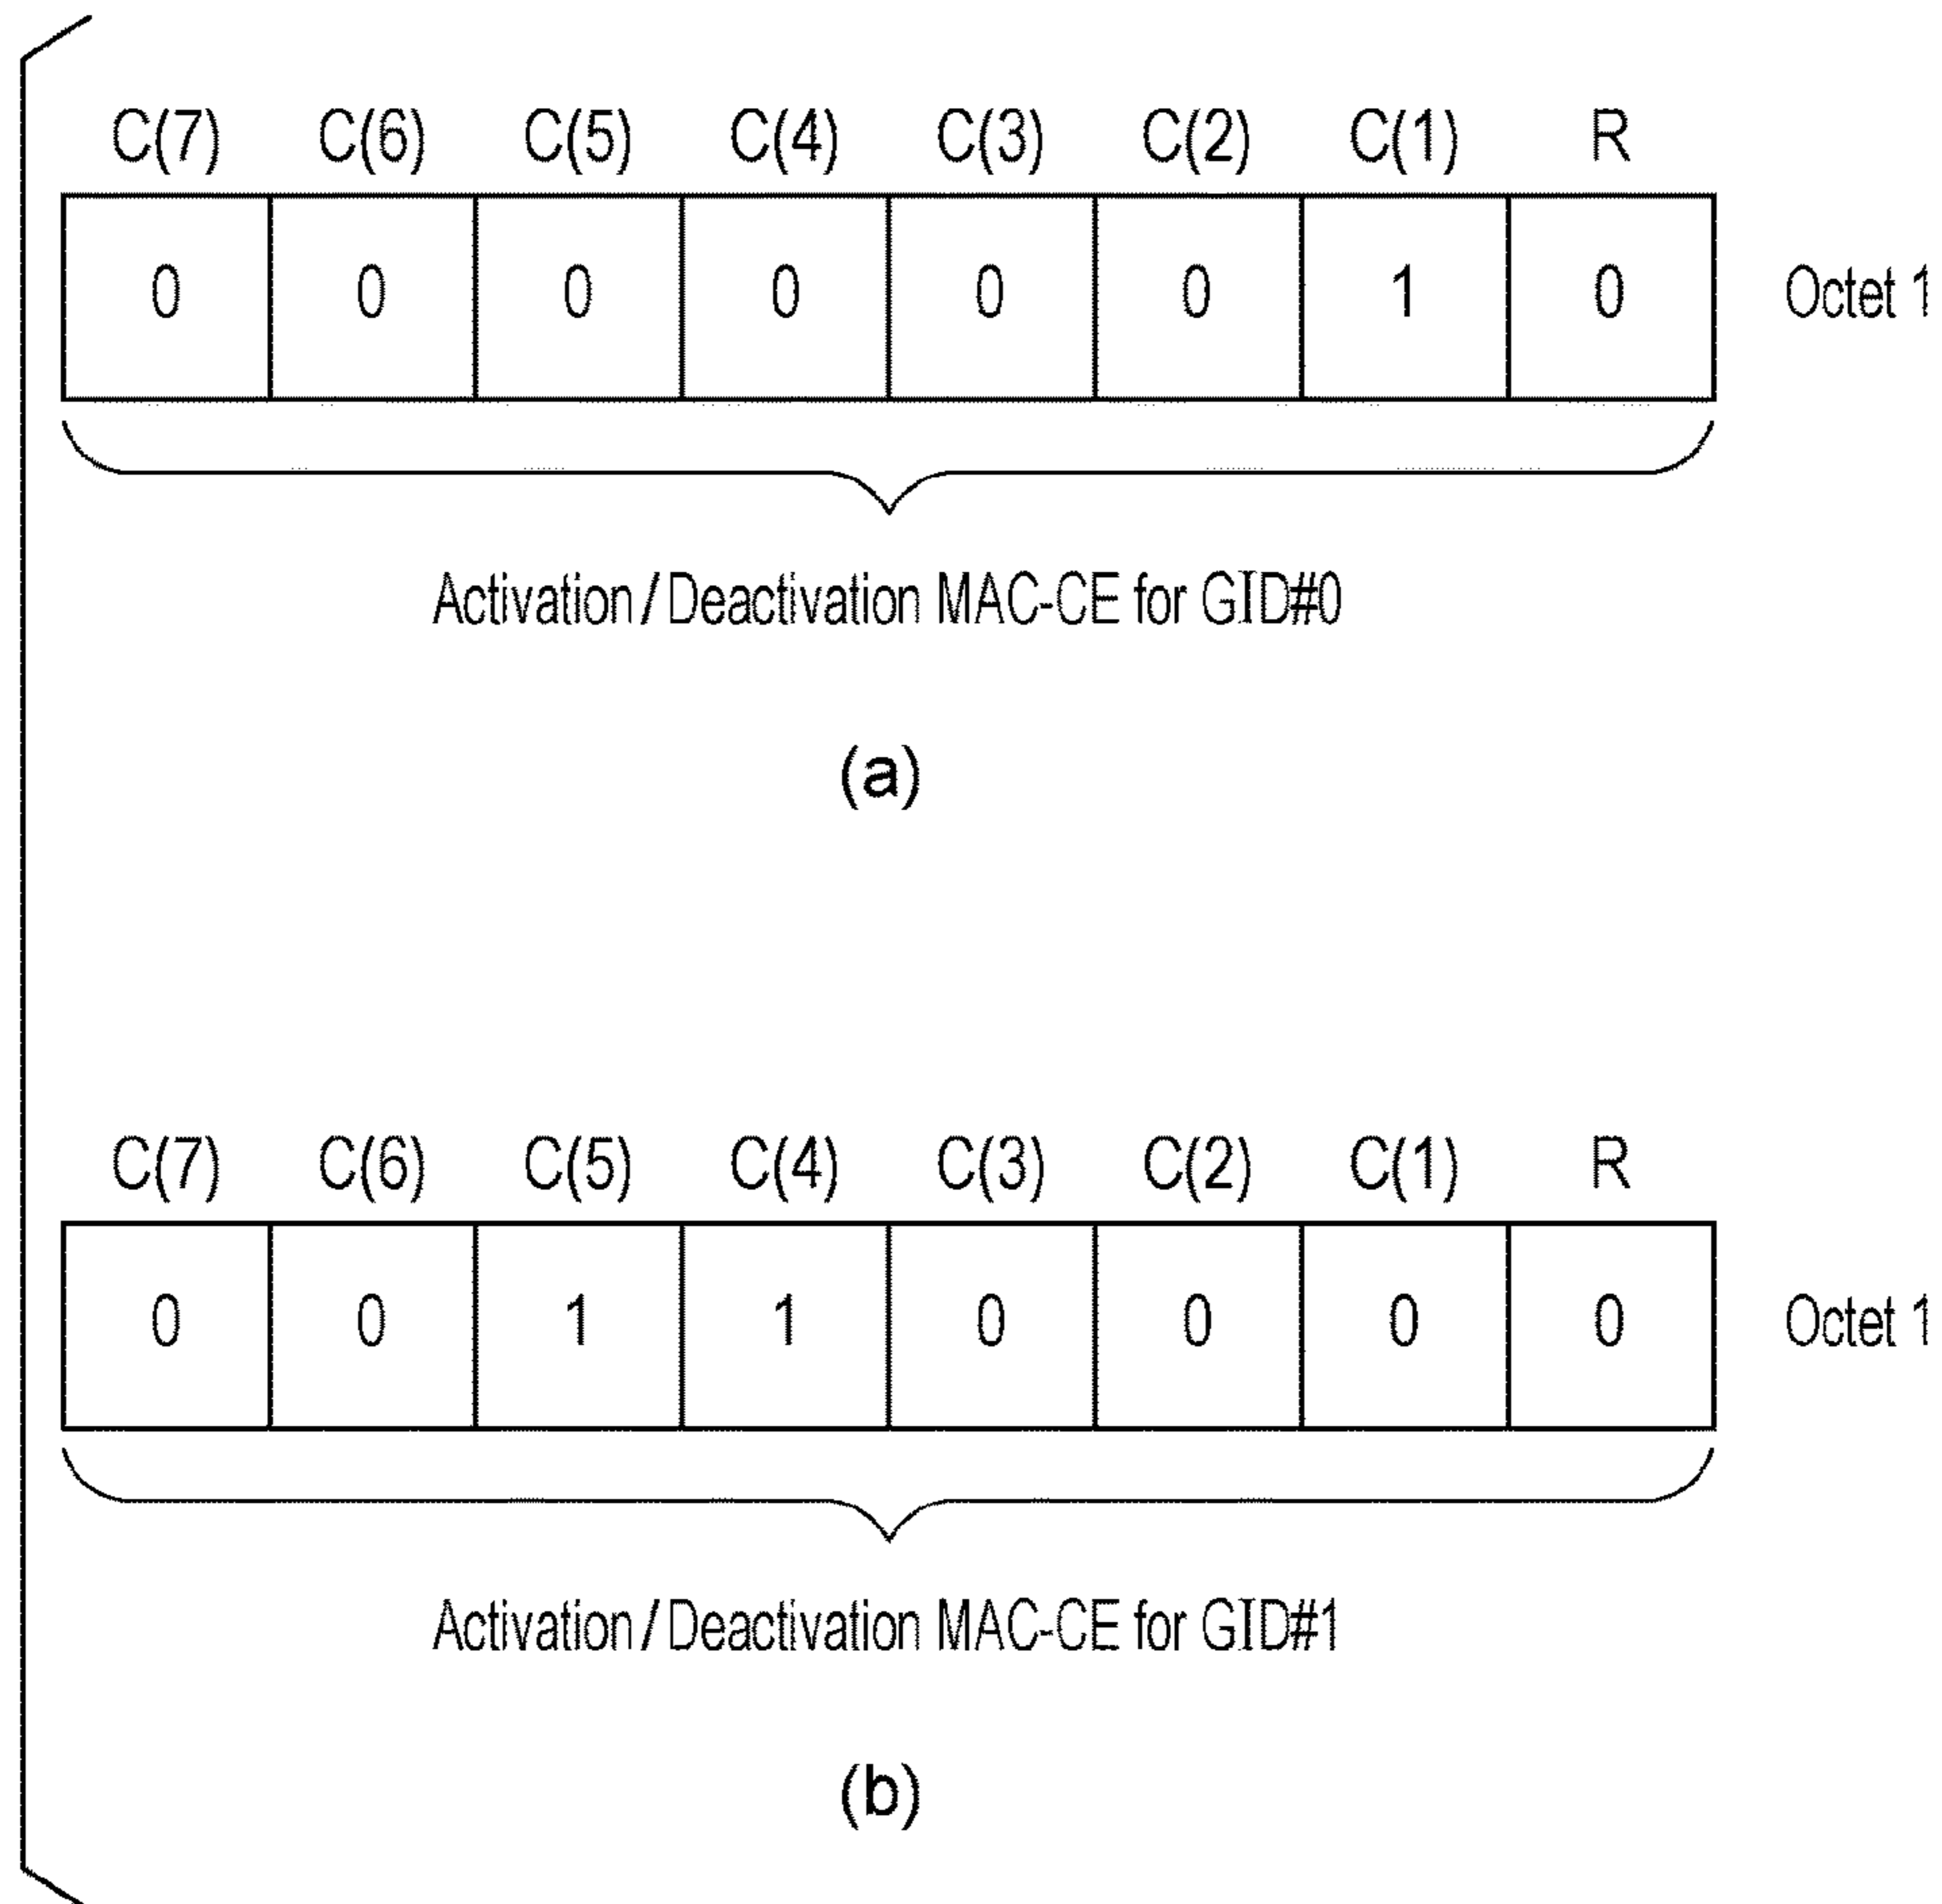 C(7) C(6) C(5) C(4) C(3) C(2) C(1) R
0 0 0 0 0 0 1 0 Octet 1
Activation / Deactivation MAC-CE for GID#0
(a)
C(7) C(6) C(5) C(4) C(3) C(2) C(1) R
0 0 1 1 0 0 0 0 Octet 1
Activation / Deactivation MAC-CE for GID#1
(b)